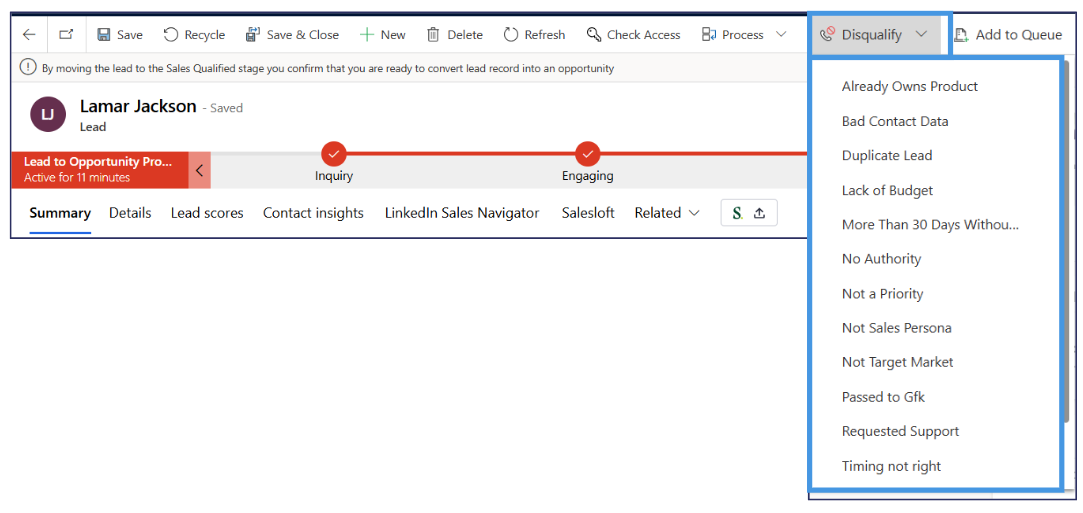 Save Recycle Save & Close New Delete Refresh Check Access Process Disqualify Add to Queue
By moving the lead to the Sales Qualified stage you confirm that you are ready to convert lead record into an opportunity
LJ
Lamar Jackson - Saved
Lead
Lead to Opportunity Pro...
Active for 11 minutes
Inquiry Engaging
Summary Details Lead scores Contact insights LinkedIn Sales Navigator Salesloft Related S
Already Owns Product
Bad Contact Data
Duplicate Lead
Lack of Budget
More Than 30 Days Withou...
No Authority
Not a Priority
Not Sales Persona
Not Target Market
Passed to Gfk
Requested Support
Timing not right